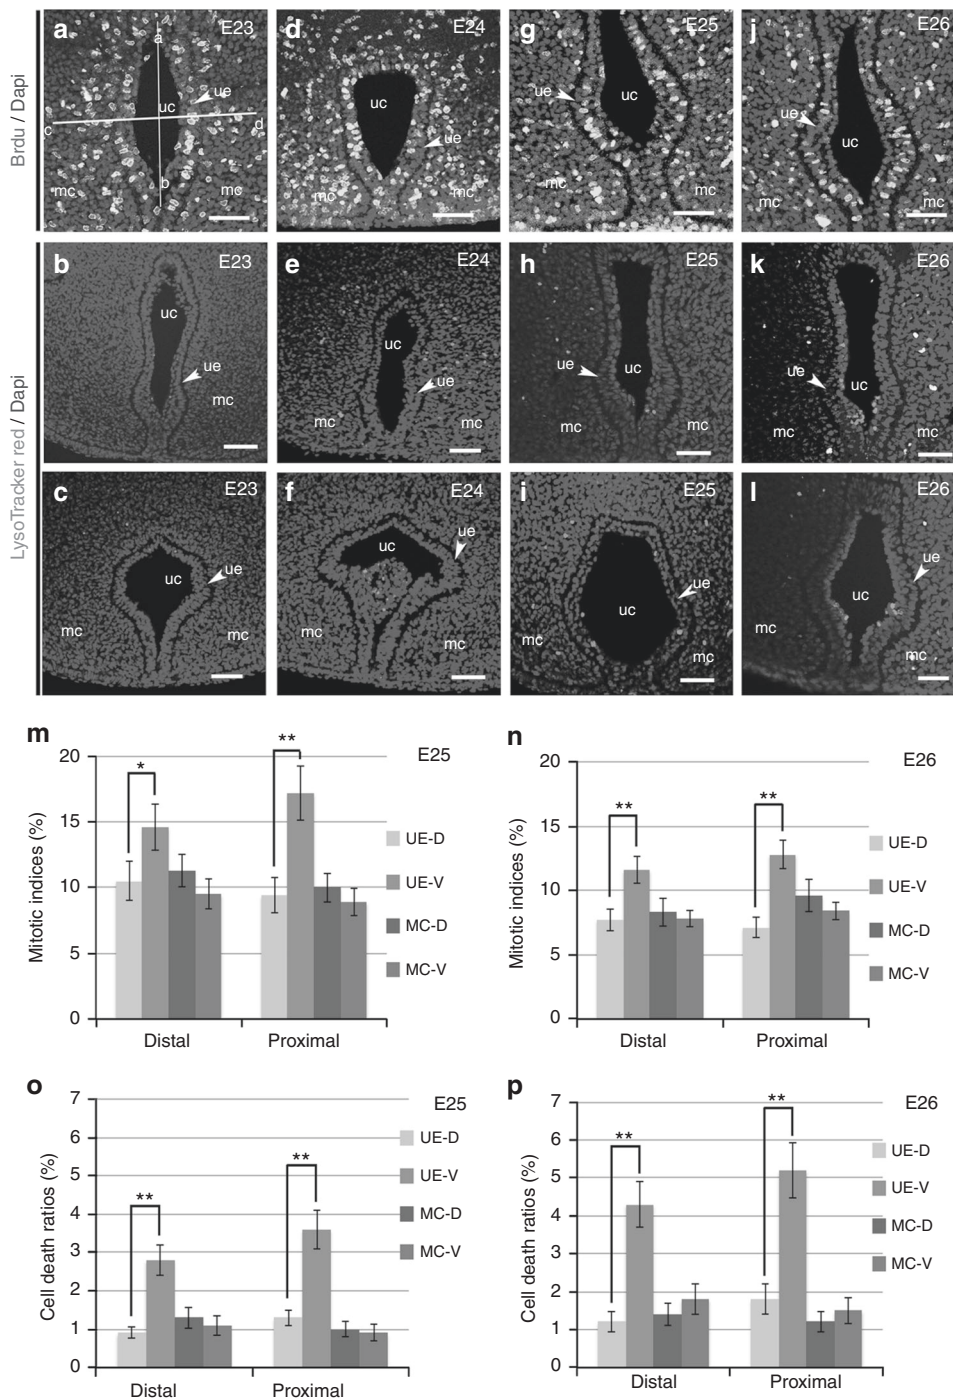 Brdu / Dapi
a E23
a
uc
ue
c d
b
mc mc
d E24
uc
ue
mc mc
g E25
uc
ue
mc mc
j E26
ue
uc
mc mc
LysoTracker red / Dapi
b E23
uc
ue
mc
e E24
uc
ue
mc mc
h E25
ue uc
mc mc
k E26
ue uc
mc mc
c E23
uc
ue
mc mc
f E24
uc ue
mc mc
i E25
ue
uc
mc mc
l E26
ue
uc
mc mc
m
E25
Mitotic indices (%)
20
15
10
5
0
* **
UE-D
UE-V
MC-D
MC-V
Distal Proximal
n
E26
Mitotic indices (%)
20
15
10
5
0
** **
UE-D
UE-V
MC-D
MC-V
Distal Proximal
o
E25
Cell death ratios (%)
7
6
5
4
3
2
1
0
** **
UE-D
UE-V
MC-D
MC-V
Distal Proximal
p
E26
Cell death ratios (%)
7
6
5
4
3
2
1
0
** **
UE-D
UE-V
MC-D
MC-V
Distal Proximal